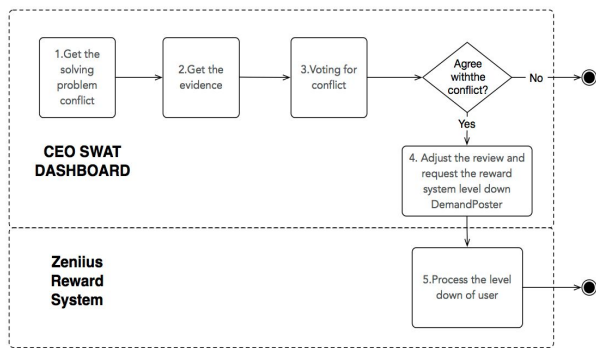 1.Get the
solving
problem
conflict
2.Get the
evidence
3.Voting for
conflict
Agree
withthe
conflict?
No
Yes
CEO SWAT
DASHBOARD
4. Adjust the review and
request the reward
system level down
DemandPoster
Zeniius
Reward
System
5.Process the level
down of user